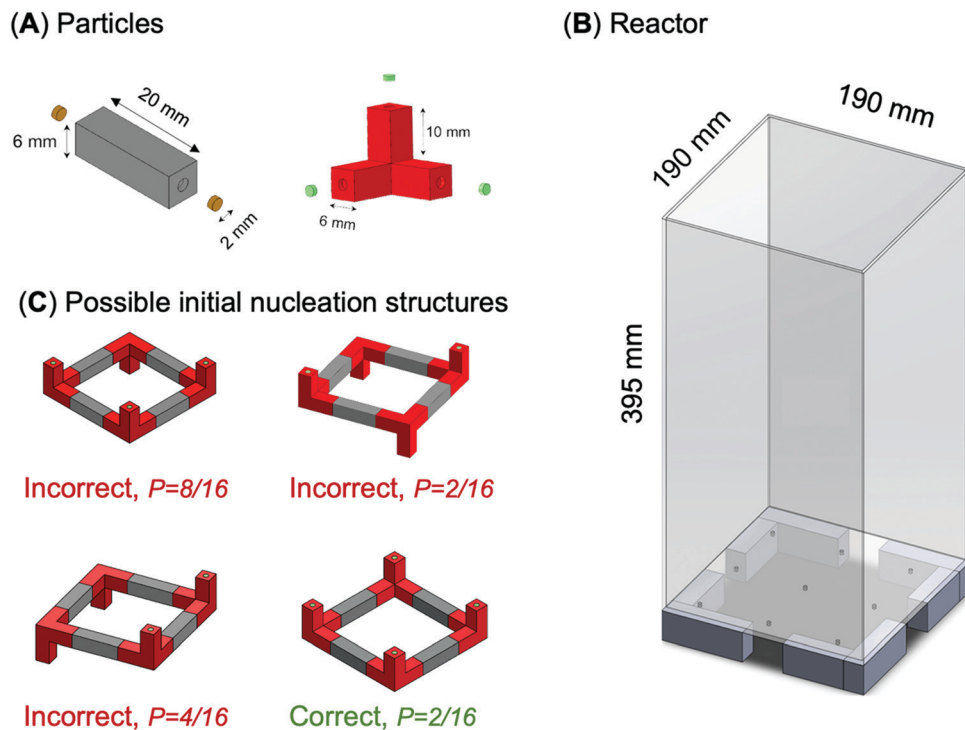 (A) Particles
20 mm
6 mm
2 mm
10 mm
6 mm
(B) Reactor
190 mm
190 mm
395 mm
(C) Possible initial nucleation structures
Incorrect, P=8/16
Incorrect, P=2/16
Incorrect, P=4/16
Correct, P=2/16